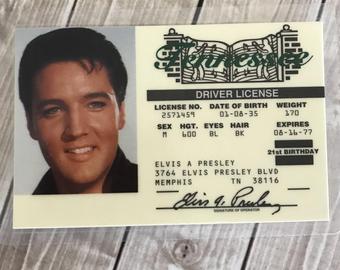 Tennessee
DRIVER LICENSE
LICENSE NO. DATE OF BIRTH WEIGHT
2571459 01-08-35 170
SEX HGT. EYES HAIR EXPIRES
M 600 BL BK 08-16-77
21st BIRTHDAY
ELVIS A PRESLEY
3764 ELVIS PRESLEY BLVD
MEMPHIS TN 38116
Elvis A. Presley
SIGNATURE OF OPERATOR